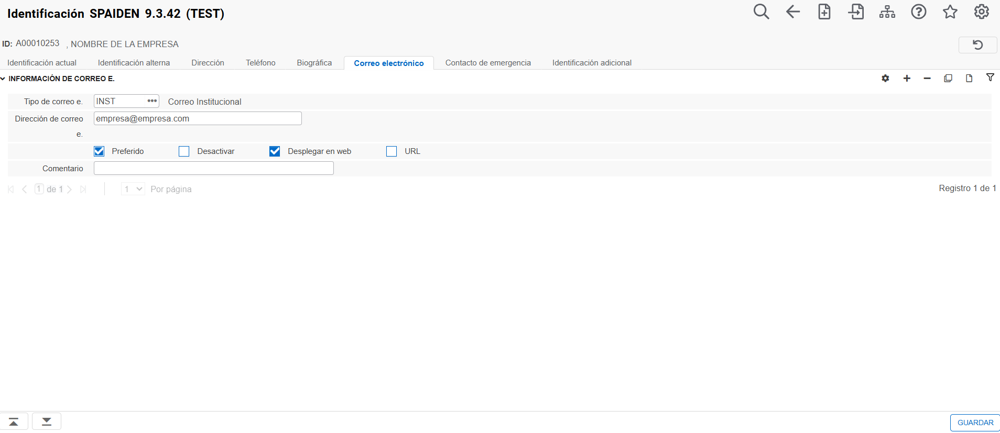 Identificación SPAIDEN 9.3.42 (TEST)
ID: A00010253 , NOMBRE DE LA EMPRESA
Identificación actual Identificación alterna Dirección Teléfono Biográfica Correo electrónico Contacto de emergencia Identificación adicional
INFORMACIÓN DE CORREO E.
Tipo de correo e. INST ••• Correo Institucional
Dirección de correo e. empresa@empresa.com
Preferido Desactivar Desplegar en web URL
Comentario
1 de 1 1 Por página Registro 1 de 1
GUARDAR